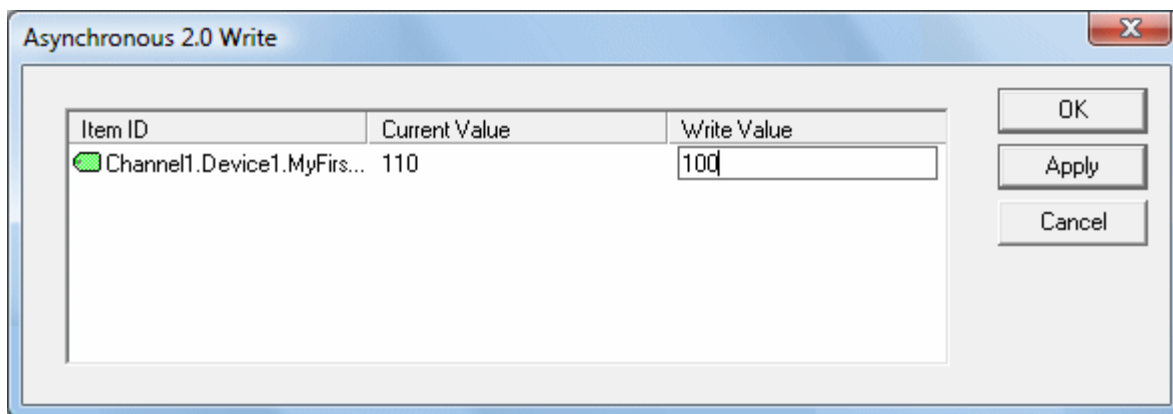 Asynchronous 2.0 Write
Item ID Current Value Write Value
Channel1.Device1.MyFirs... 110 100
OK
Apply
Cancel